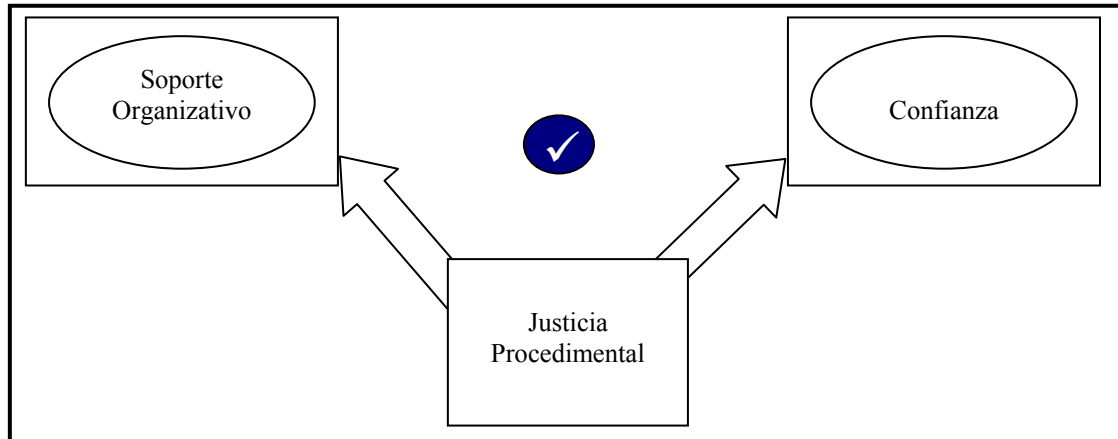 Soporte
Organizativo
Confianza
Justicia
Procedimental